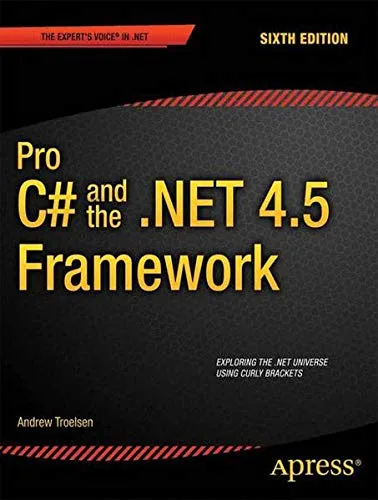 THE EXPERT'S VOICE® IN .NET
SIXTH EDITION
Pro
C# and the .NET 4.5
Framework
EXPLORING THE .NET UNIVERSE
USING CURLY BRACKETS
Andrew Troelsen
Apress®